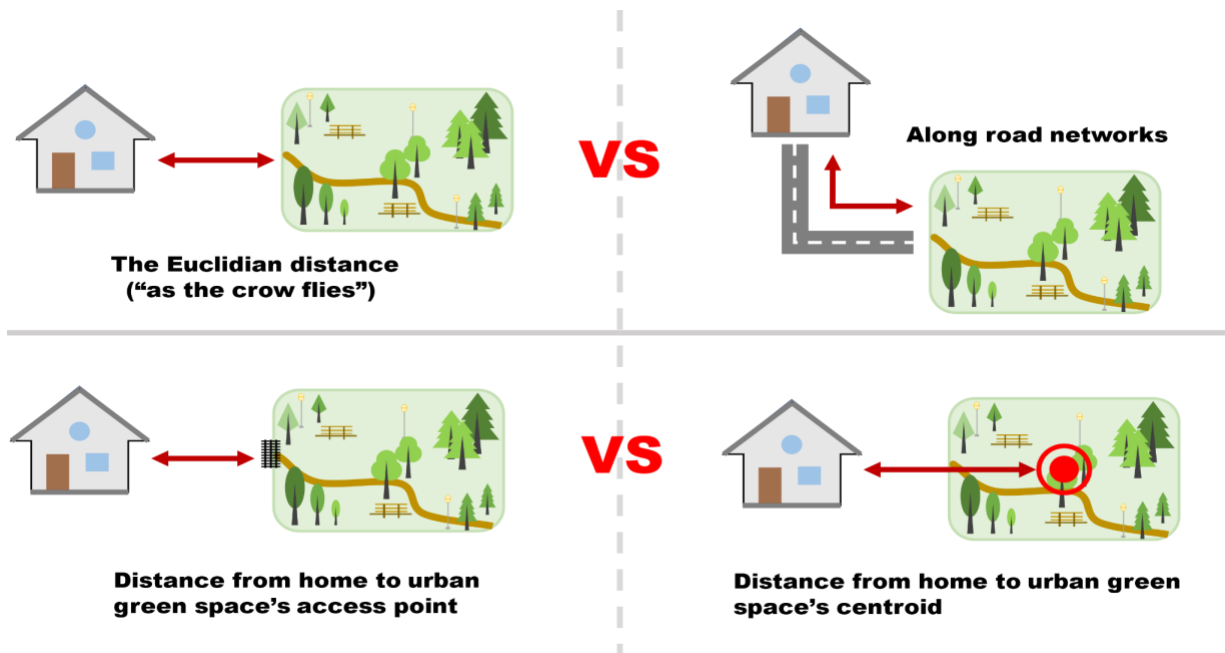 VS
Along road networks
The Euclidian distance
(“as the crow flies”)
VS
Distance from home to urban
green space’s access point
Distance from home to urban green
space’s centroid